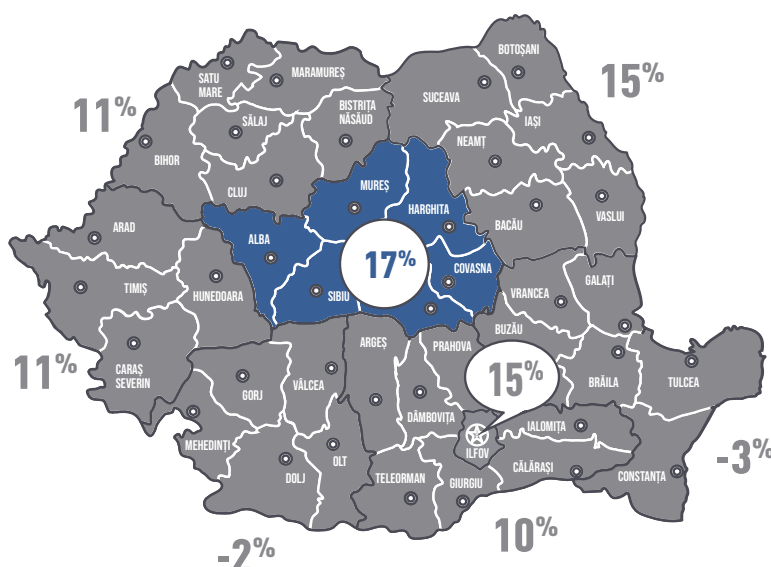 BOTOȘANI
SATU
MARE
MARAMUREȘ
15%
SUCEAVA
11%
BISTRIȚA
NĂSĂUD
SĂLAJ
IAȘI
NEAMȚ
BIHOR
CLUJ
MUREȘ
HARGHITA
VASLUI
BACĂU
ARAD
ALBA
17%
COVASNA
TIMIȘ
HUNEDOARA
SIBIU
VRANCEA
GALAȚI
BUZĂU
ARGEȘ
PRAHOVA
11%
CARAȘ
SEVERIN
GORJ
VÂLCEA
15%
BRĂILA
TULCEA
DÂMBOVIȚA
MEHEDINȚI
IALOMIȚA
ILFOV
-3%
OLT
DOLJ
TELEORMAN
GIURGIU
CĂLĂRAȘI
CONSTANȚA
10%
-2%